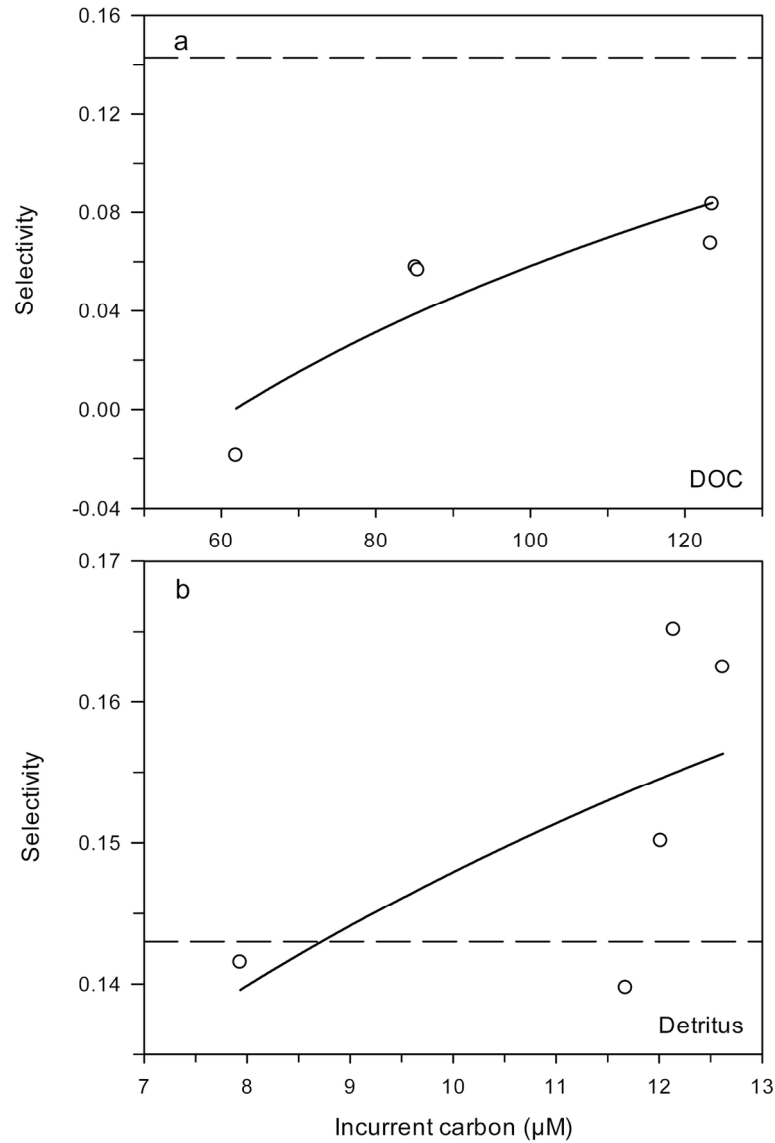 0.16
a
0.12
0.08
Selectivity
0.04
0.00
-0.04
DOC
60 80 100 120
0.17
b
0.16
Selectivity
0.15
0.14
Detritus
7 8 9 10 11 12 13
Incurrent carbon (µM)